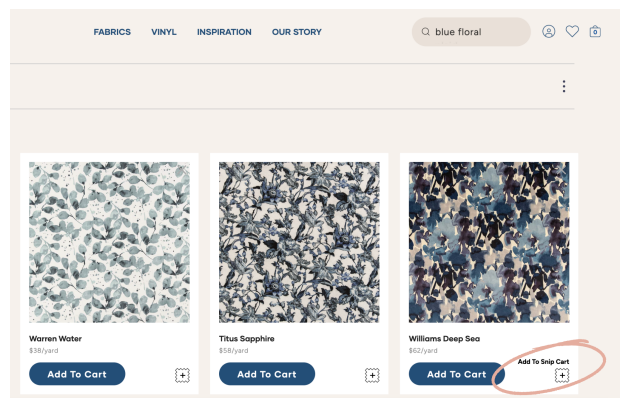 FABRICS VINYL INSPIRATION OUR STORY blue floral 0
Warren Water Titus Sapphire Williams Deep Sea
$38/yard $58/yard $62/yard
Add To Snip Cart
Add To Cart + Add To Cart + Add To Cart +